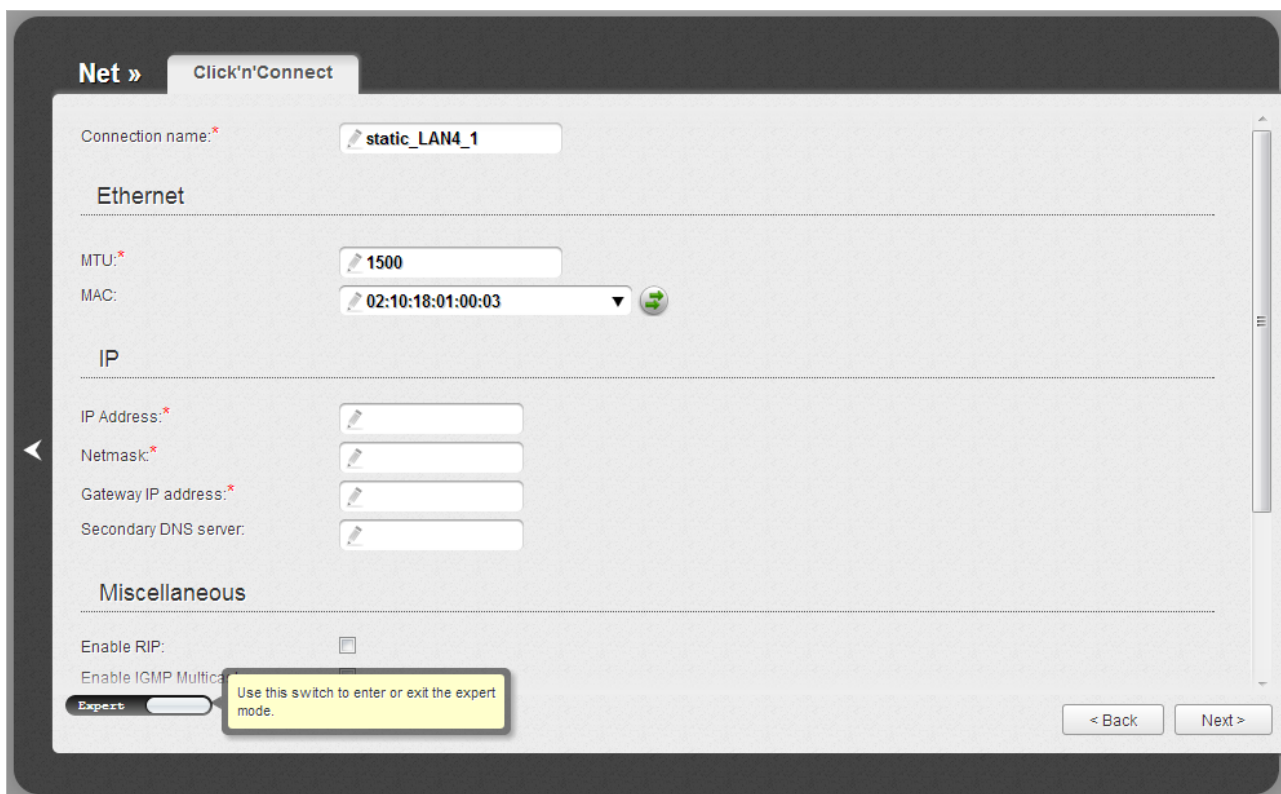 Net » Click'n'Connect
Connection name:* static_LAN4_1
Ethernet
MTU:* 1500
MAC: 02:10:18:01:00:03
IP
IP Address:*
Netmask:*
Gateway IP address:*
Secondary DNS server:
Miscellaneous
Enable RIP:
Enable IGMP
Use this switch to enter or exit the expert
mode.
Expert
< Back Next >